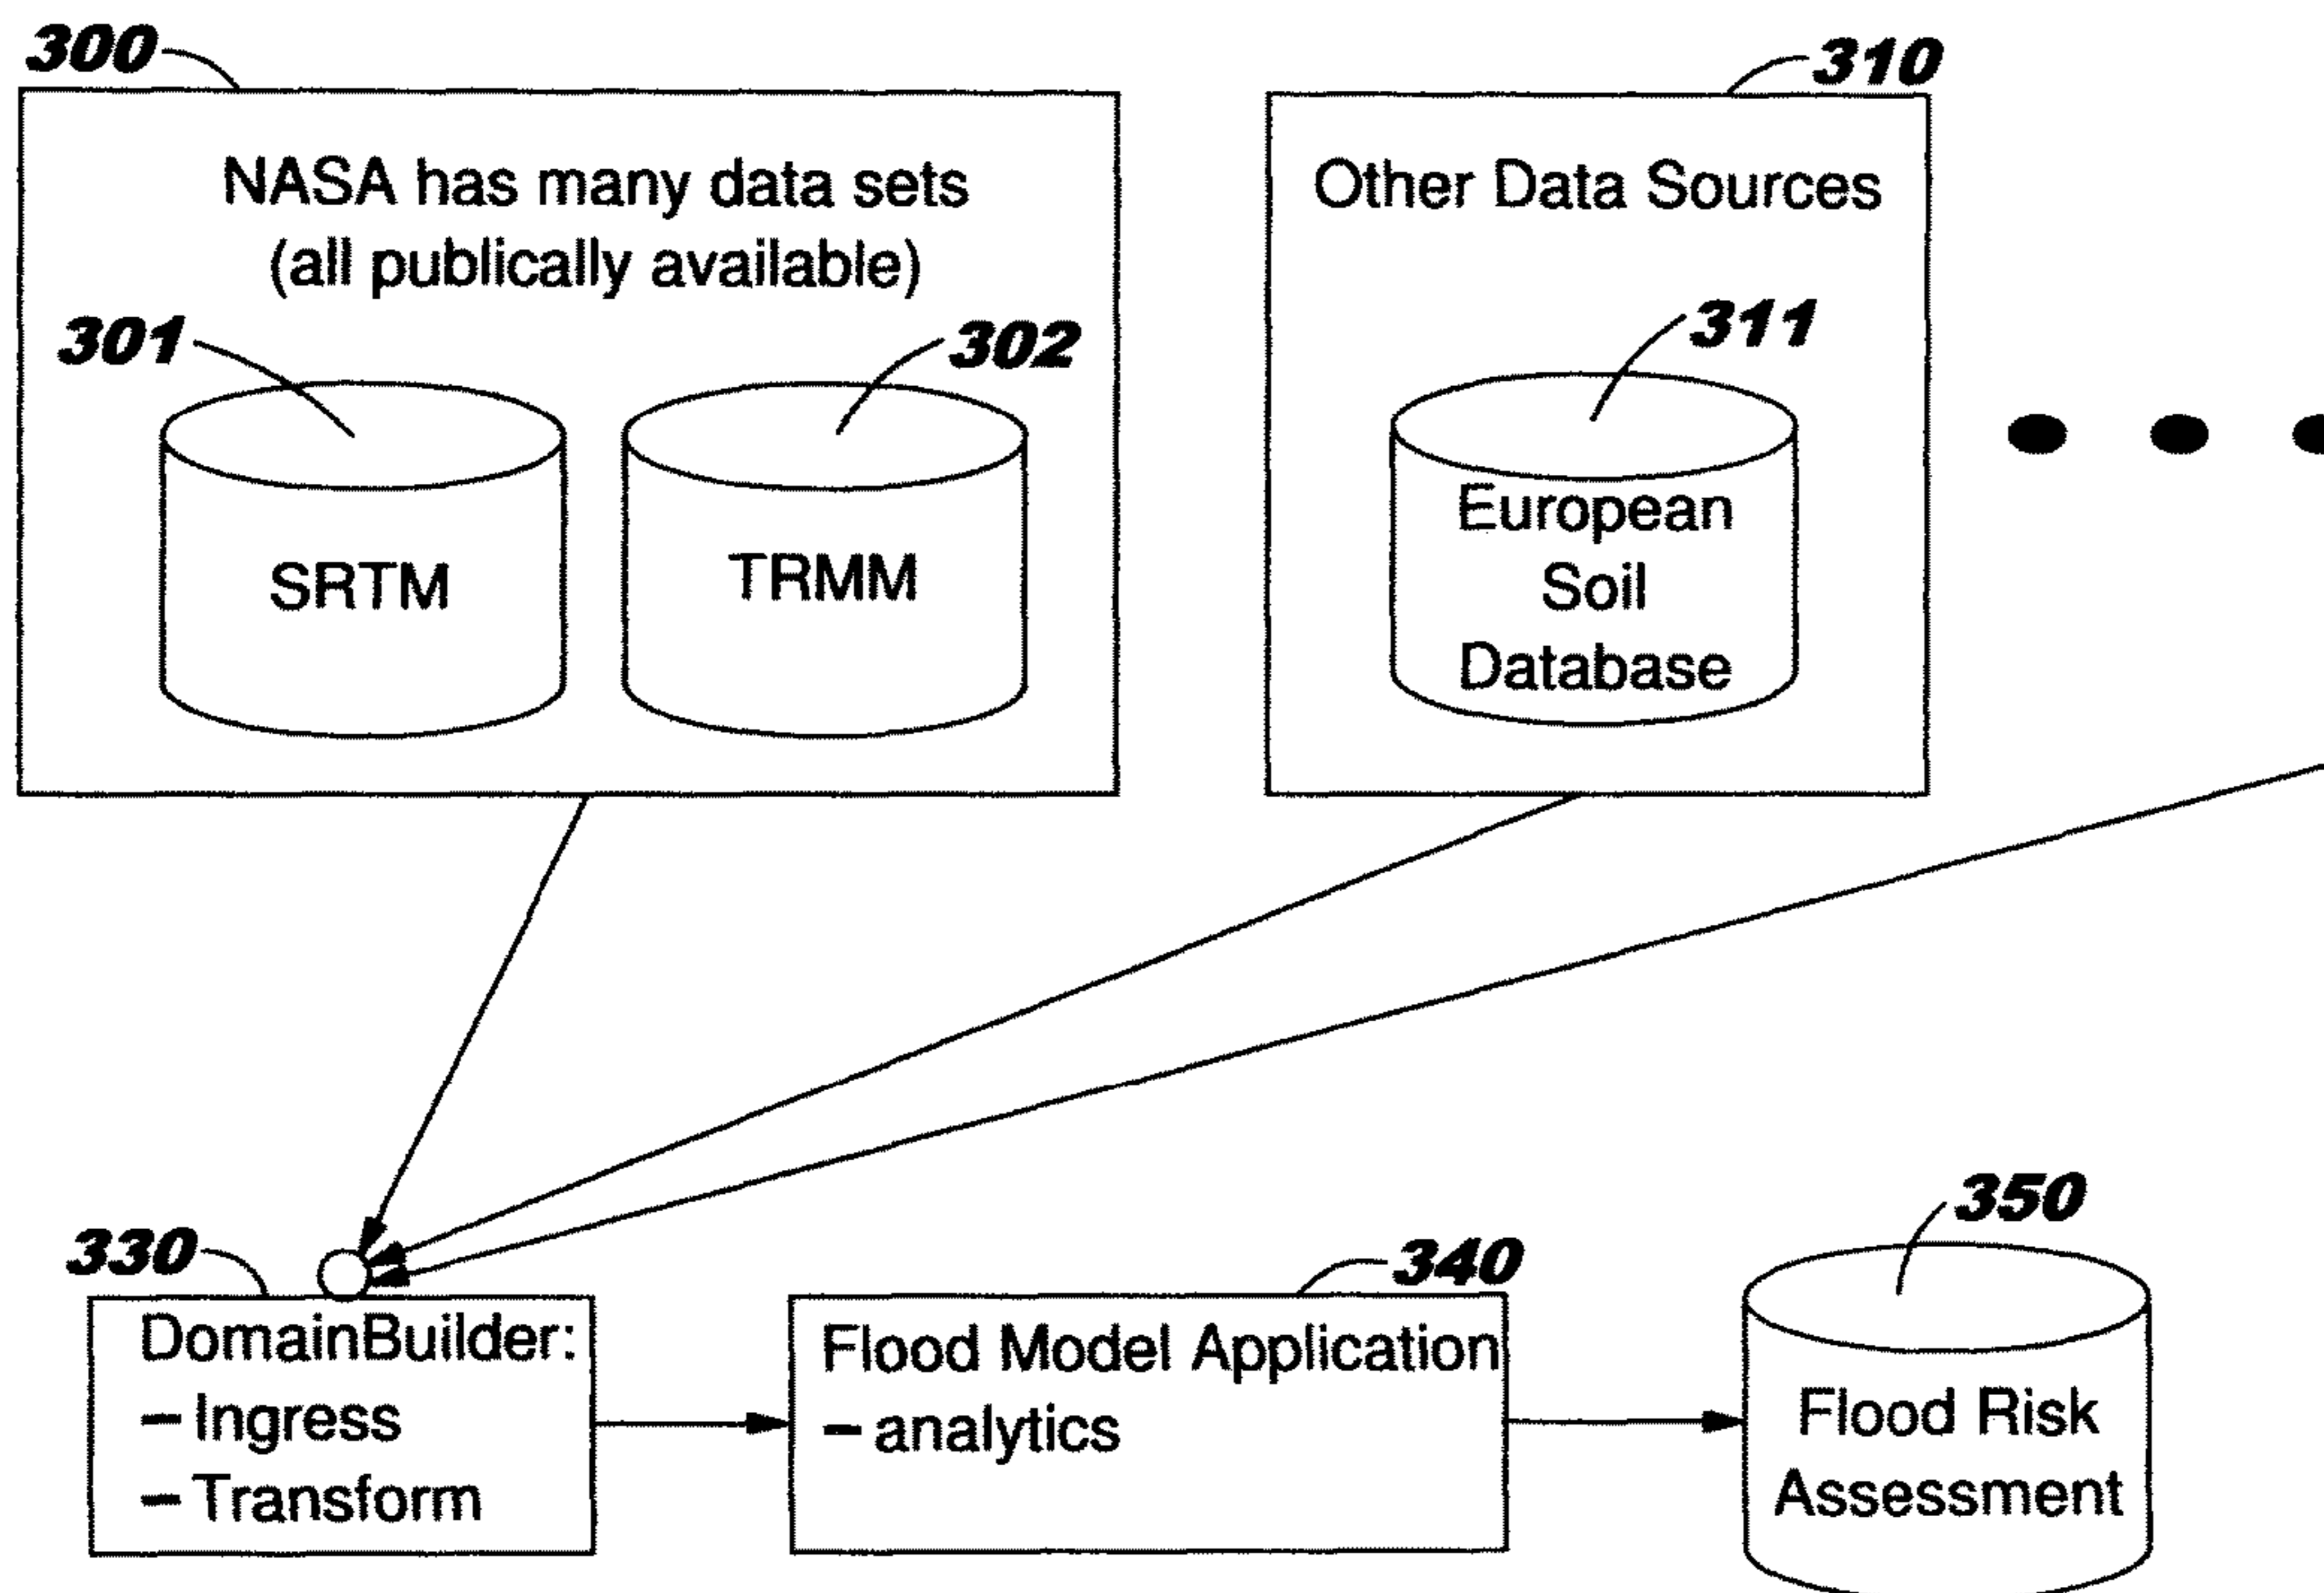 300
310
NASA has many data sets
(all publically available)
Other Data Sources
301
302
311
SRTM
TRMM
European
Soil
Database
330
340
350
DomainBuilder:
– Ingress
– Transform
Flood Model Application
– analytics
Flood Risk
Assessment